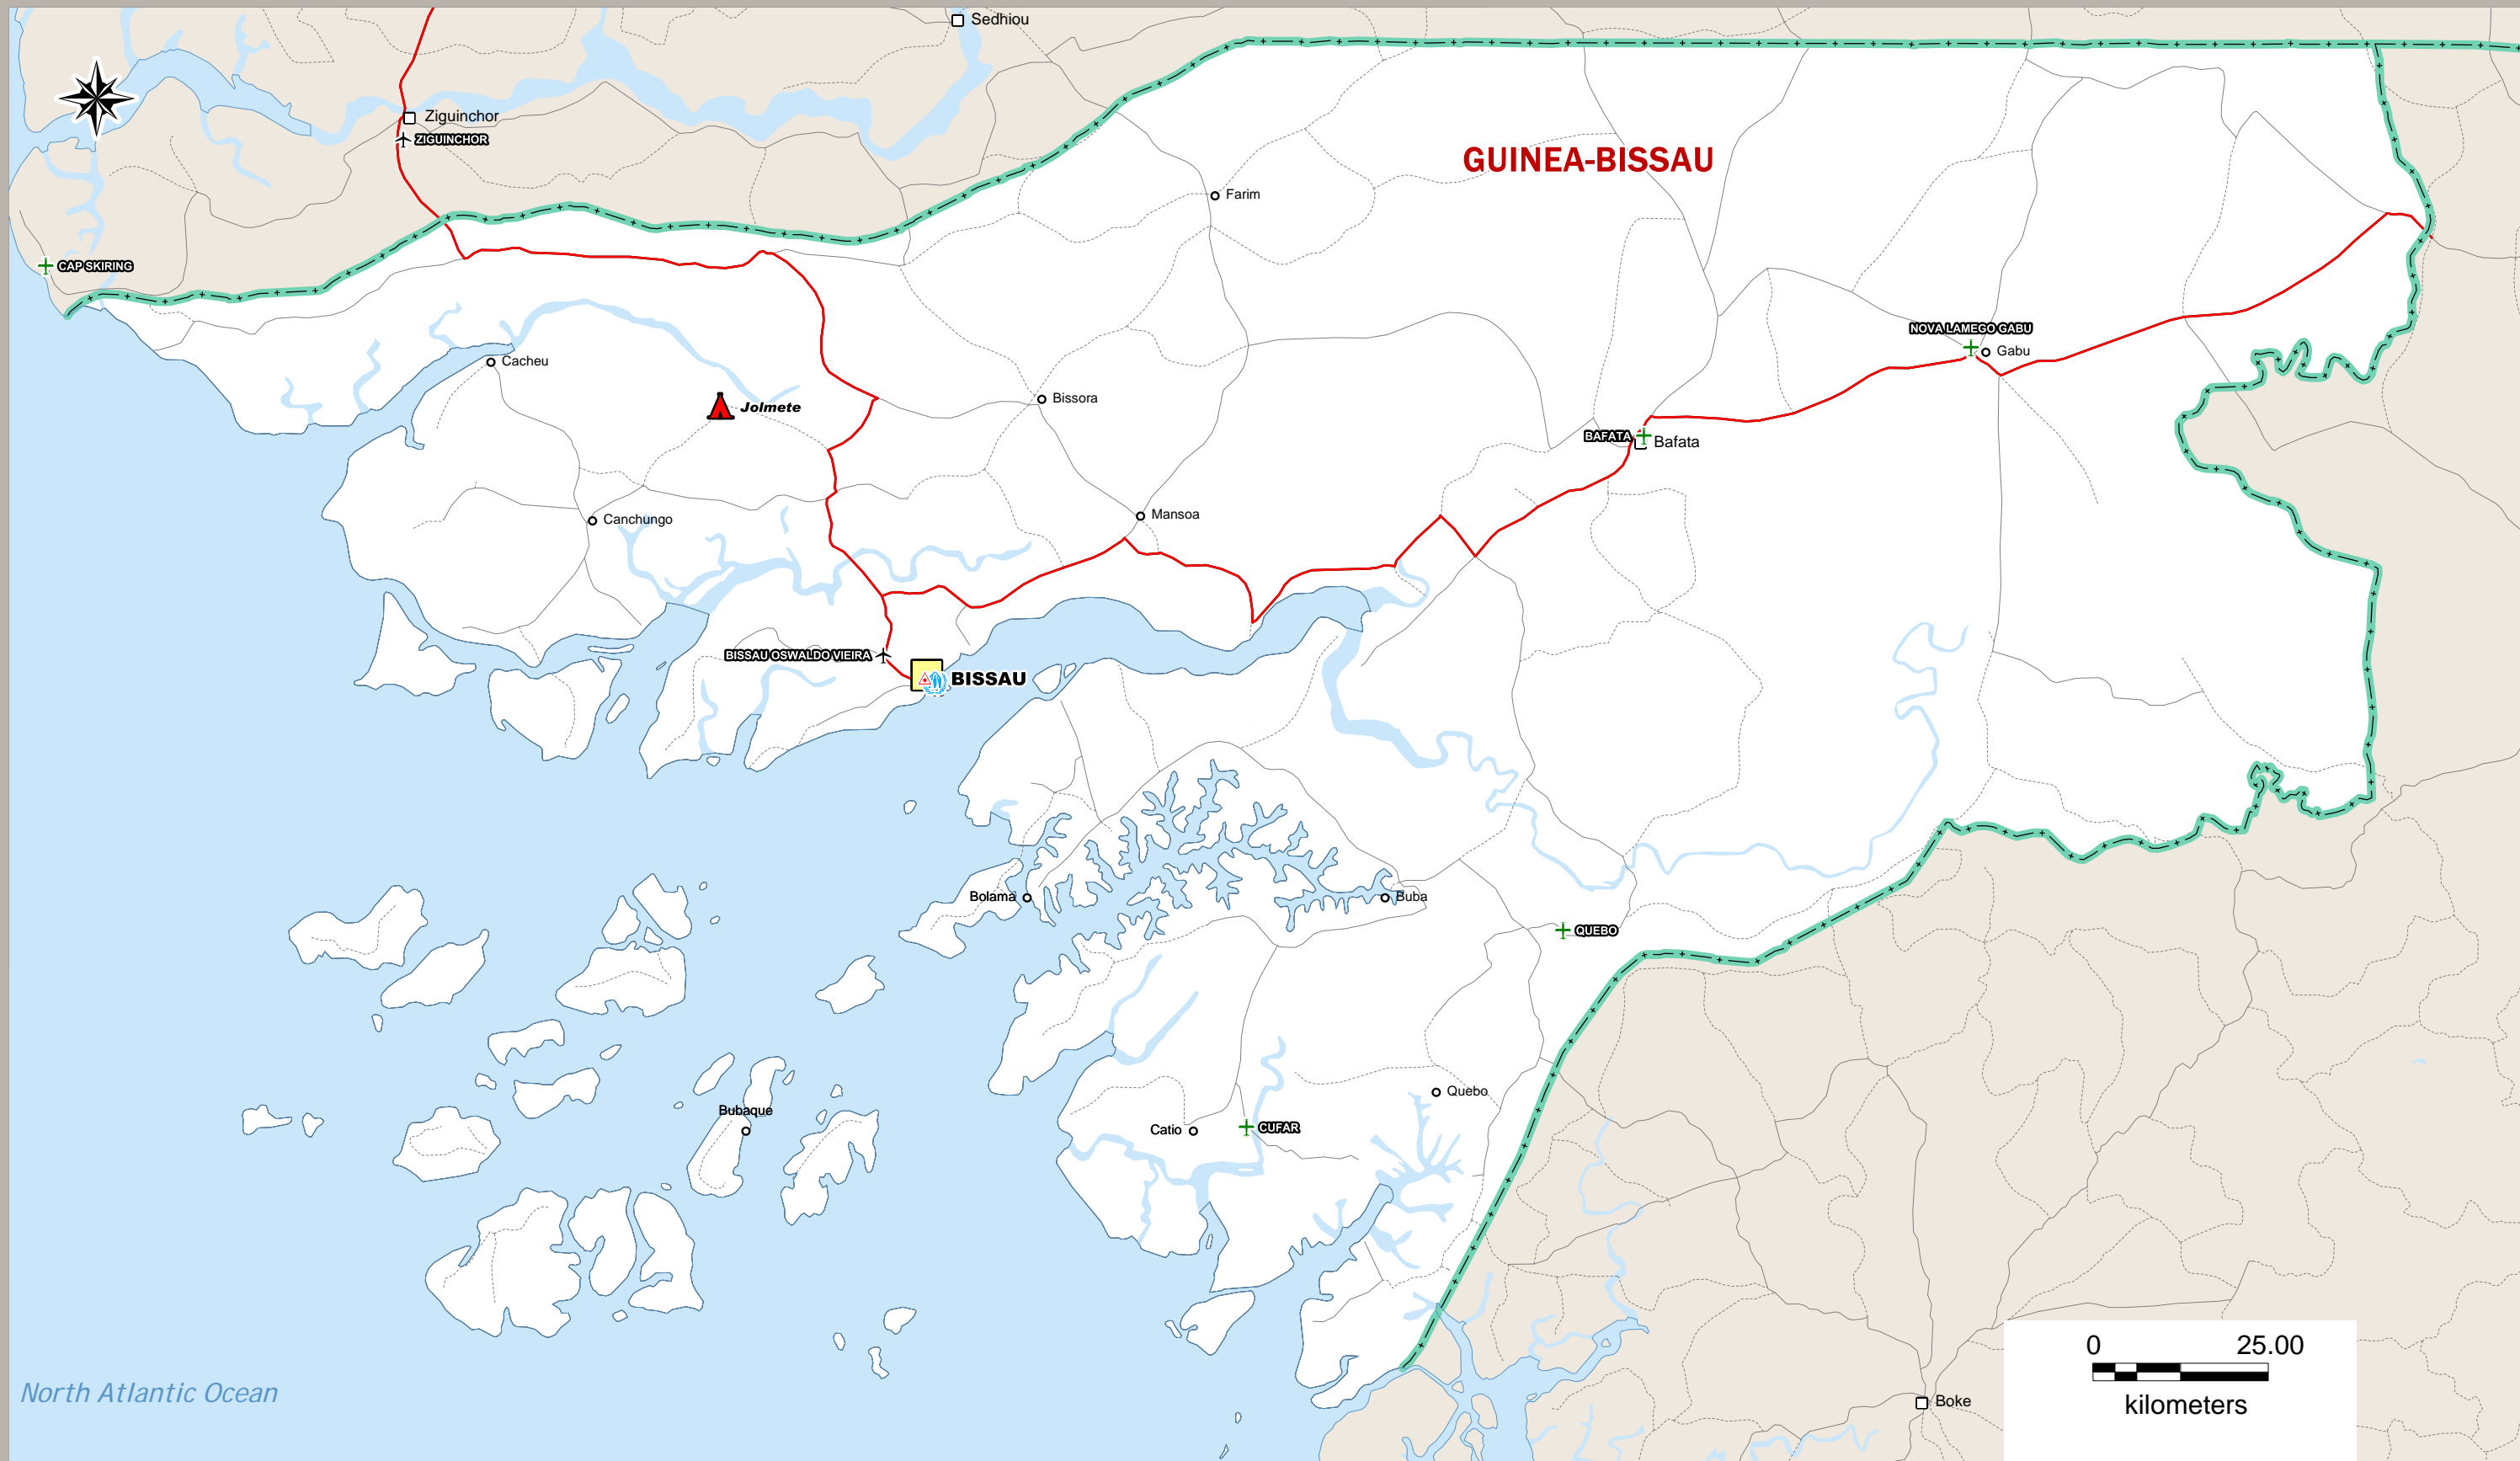 Sedhiou
Ziguinchor
ZIGUINCHOR
GUINEA-BISSAU
Farim
CAP SKIRING
NOVA LAMEGO GABU
Gabu
Cacheu
Jolmete
Bissora
BAFATA
Bafata
Canchungo
Mansoa
BISSAU OSWALDO VIEIRA
BISSAU
Bolama
Buba
QUEBO
Quebo
Bubaque
Catio
CUFAR
North Atlantic Ocean
0 25.00
kilometers
Boke